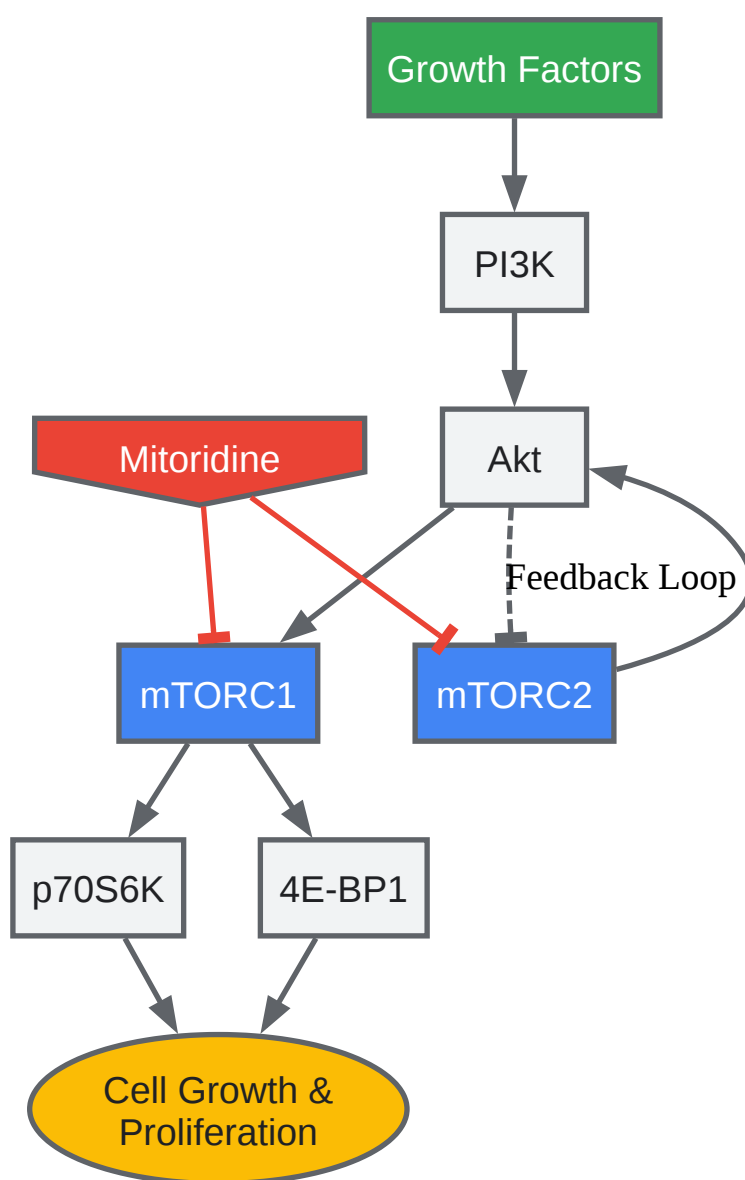 Growth Factors
PI3K
Akt
Mitoridine
Feedback Loop
mTORC1
mTORC2
p70S6K
4E-BP1
Cell Growth &
Proliferation